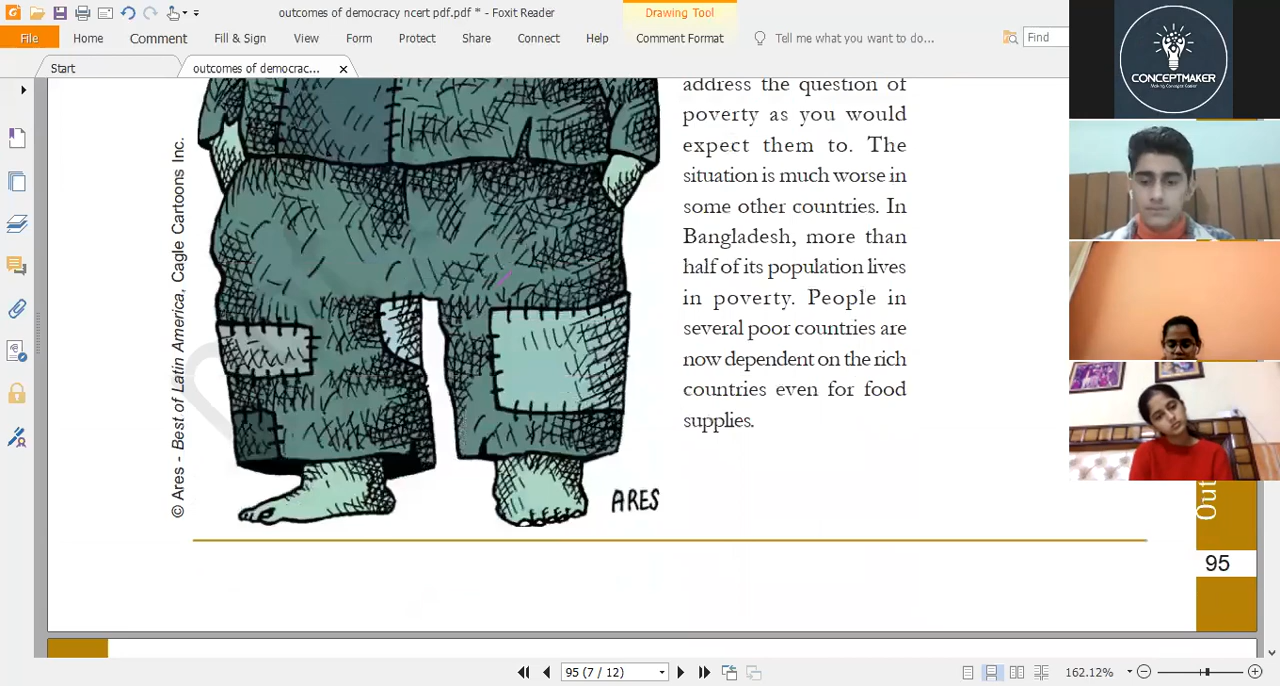 outcomes of democracy ncert pdf.pdf * - Foxit Reader
Drawing Tool
File Home Comment Fill & Sign View Form Protect Share Connect Help Comment Format Tell me what you want to do... Find
Start outcomes of democrac...
address the question of
poverty as you would
expect them to. The
situation is much worse in
some other countries. In
Bangladesh, more than
half of its population lives
in poverty. People in
several poor countries are
now dependent on the rich
countries even for food
supplies.
© Ares - Best of Latin America, Cagle Cartoons Inc.
ARES
Out
95
CONCEPTMAKER
Making Concepts Easier
95 (7 / 12)
162.12%